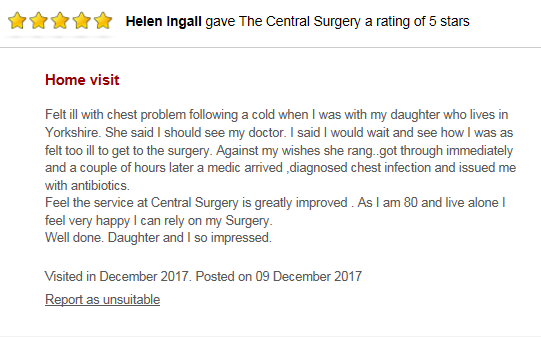 Helen Ingall gave The Central Surgery a rating of 5 stars
Home visit
Felt ill with chest problem following a cold when I was with my daughter who lives in
Yorkshire. She said I should see my doctor. I said I would wait and see how I was as
felt too ill to get to the surgery. Against my wishes she rang..got through immediately
and a couple of hours later a medic arrived ,diagnosed chest infection and issued me
with antibiotics.
Feel the service at Central Surgery is greatly improved . As I am 80 and live alone I
feel very happy I can rely on my Surgery.
Well done. Daughter and I so impressed.
Visited in December 2017. Posted on 09 December 2017
Report as unsuitable